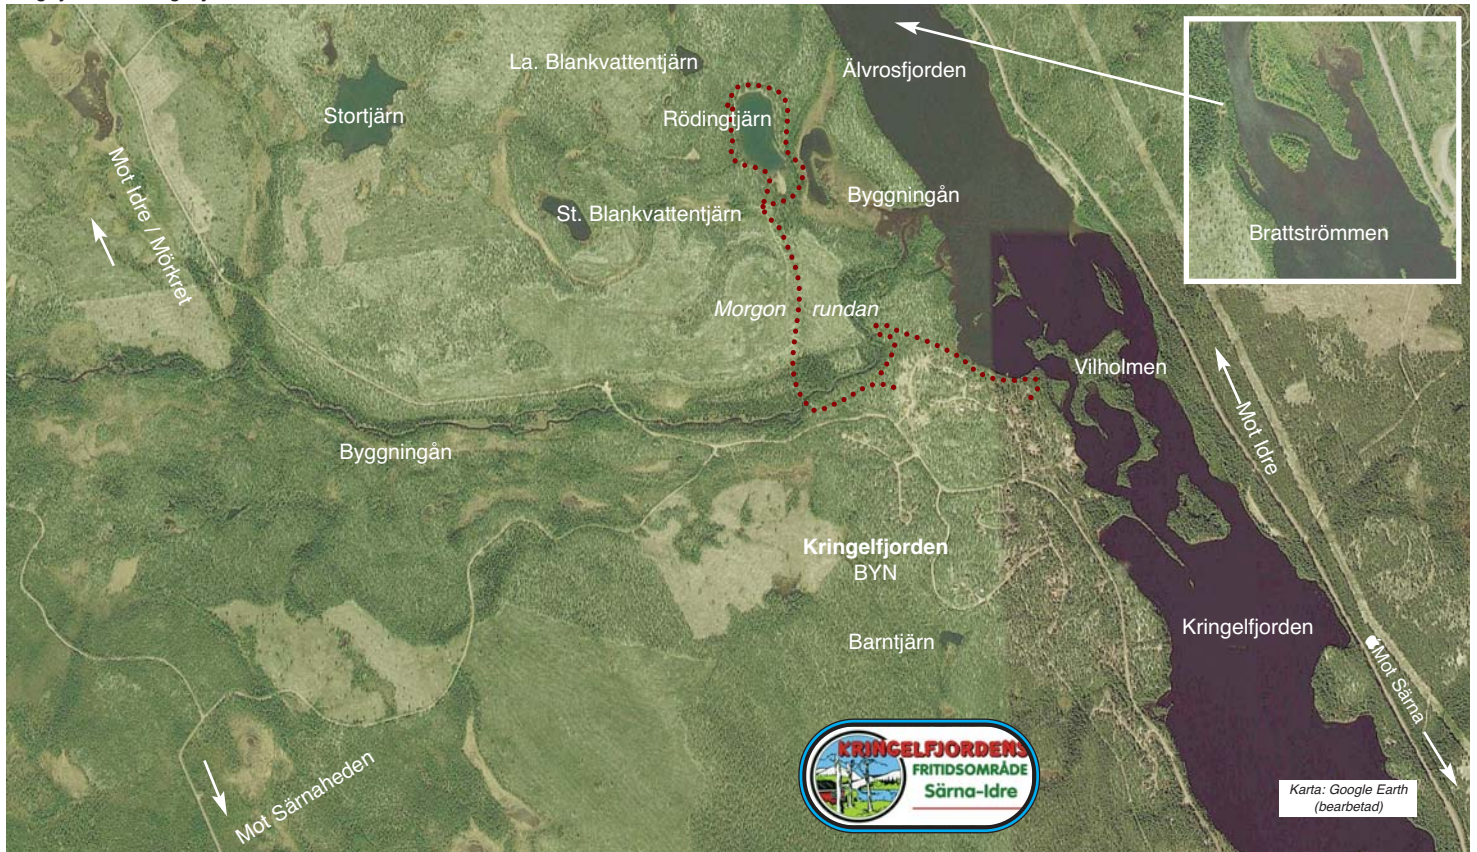 La. Blankvattentjärn
Älvrosfjorden
Stortjärn
Rödingtjärn
Mot Idre / Mörkret
St. Blankvattentjärn
Byggningån
Brattströmmen
Morgon rundan
Vilholmen
Mot Idre
Byggningån
Kringelfjorden
BYN
Barntjärn
Kringelfjorden
Mot Särna
Mot Särnaheden
KRINGELFJORDENS
FRITIDSOMRÅDE
Särna-Idre
Karta: Google Earth
(bearbetad)